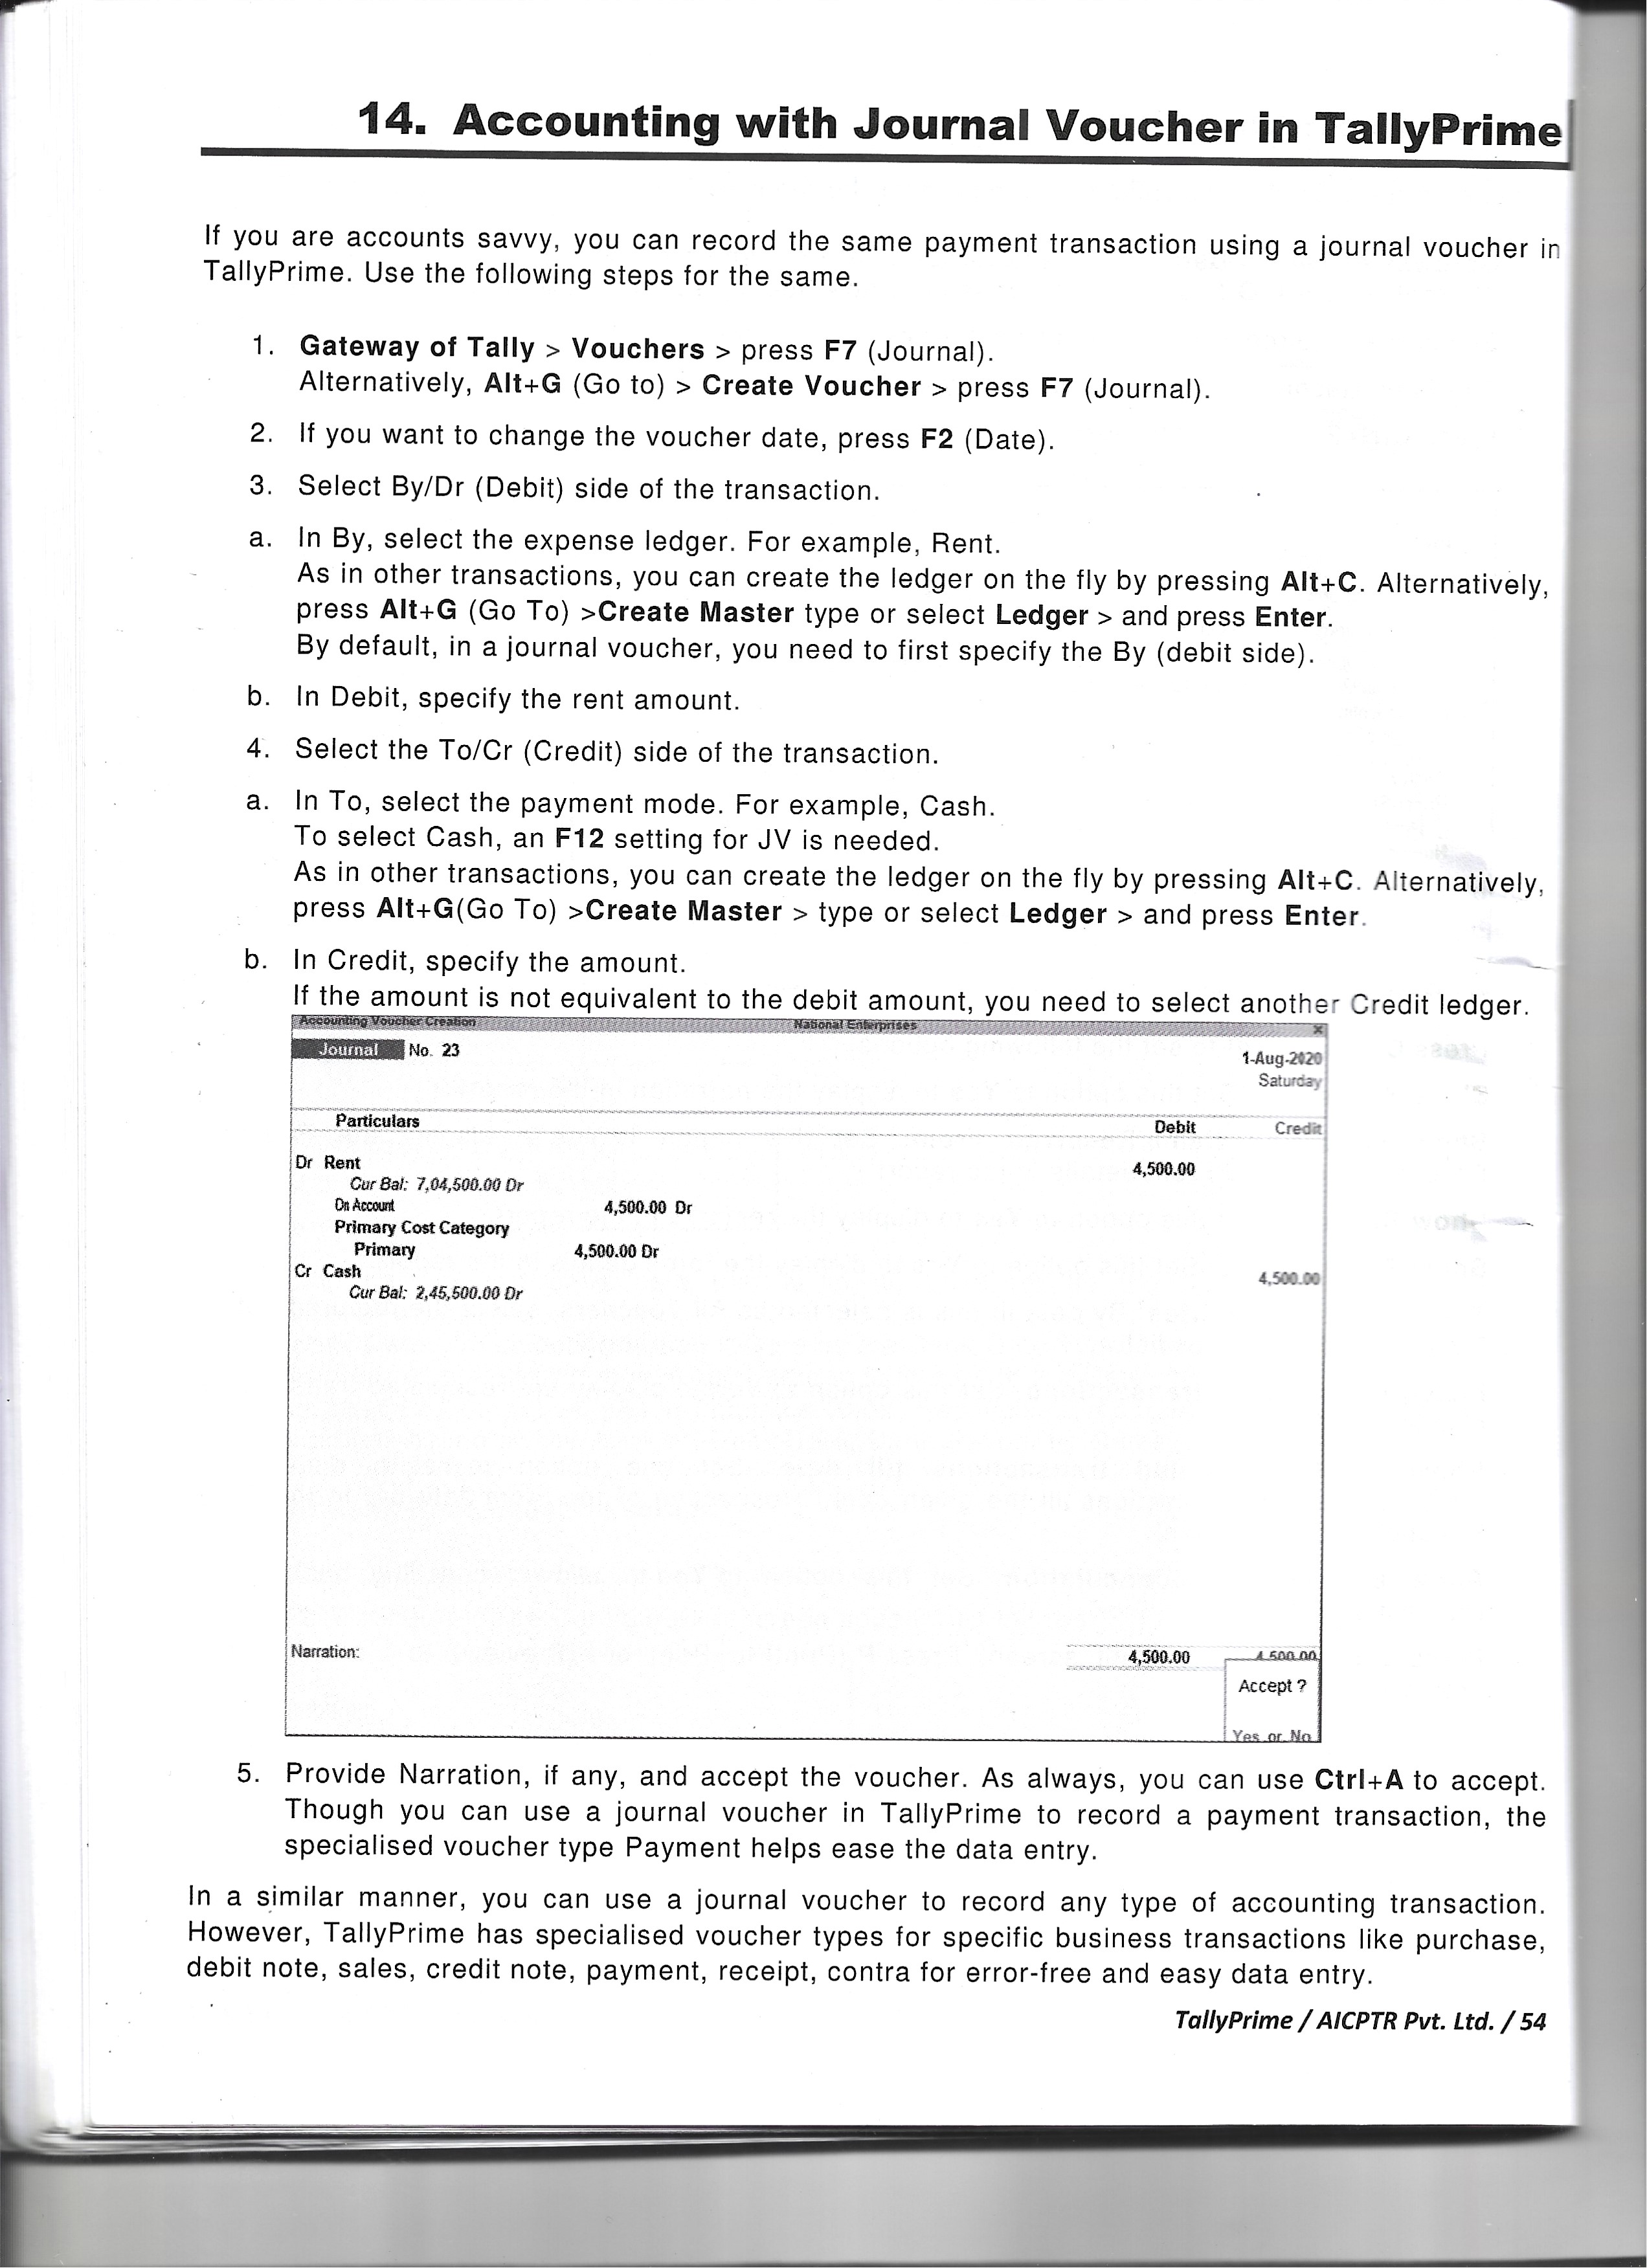 14. Accounting with Journal Voucher in TallyPrime
If you are accounts savvy, you can record the same payment transaction using a journal voucher in
TallyPrime. Use the following steps for the same.
1. Gateway of Tally > Vouchers > press F7 (Journal).
Alternatively, Alt+G (Go to) > Create Voucher > press F7 (Journal).
2. If you want to change the voucher date, press F2 (Date).
3. Select By/Dr (Debit) side of the transaction.
a. In By, select the expense ledger. For example, Rent.
As in other transactions, you can create the ledger on the fly by pressing Alt+C. Alternatively,
press Alt+G (Go To) >Create Master type or select Ledger > and press Enter.
By default, in a journal voucher, you need to first specify the By (debit side).
b. In Debit, specify the rent amount.
4. Select the To/Cr (Credit) side of the transaction.
a. In To, select the payment mode. For example, Cash.
To select Cash, an F12 setting for JV is needed.
As in other transactions, you can create the ledger on the fly by pressing Alt+C. Alternatively,
press Alt+G(Go To) >Create Master > type or select Ledger > and press Enter.
b. In Credit, specify the amount.
If the amount is not equivalent to the debit amount, you need to select another Credit ledger.
Accounting Voucher Creation National Enterprises x
Journal No. 23 1-Aug-2020
Saturday
Particulars Debit Credit
Dr Rent 4,500.00
Cur Bal: 7,04,500.00 Dr
On Account 4,500.00 Dr
Primary Cost Category
Primary 4,500.00 Dr
Cr Cash 4,500.00
Cur Bal: 2,45,500.00 Dr
Narration: 4,500.00 4,500.00
Accept ?
Yes or No
5. Provide Narration, if any, and accept the voucher. As always, you can use Ctrl+A to accept.
Though you can use a journal voucher in TallyPrime to record a payment transaction, the
specialised voucher type Payment helps ease the data entry.
In a similar manner, you can use a journal voucher to record any type of accounting transaction.
However, TallyPrime has specialised voucher types for specific business transactions like purchase,
debit note, sales, credit note, payment, receipt, contra for error-free and easy data entry.
TallyPrime / AICPTR Pvt. Ltd. / 54